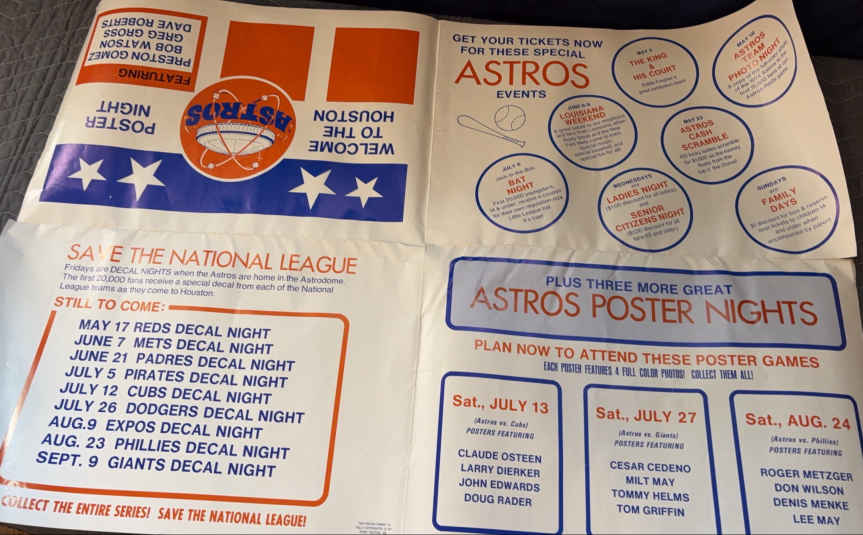 WELCOME
TO THE
HOUSTON
ASTROS
POSTER
NIGHT
FEATURING
PRESTON GOMEZ
BOB WATSON
GREG GROSS
DAVE ROBERTS
GET YOUR TICKETS NOW
FOR THESE SPECIAL
ASTROS
EVENTS
THE KING
&
HIS COURT
MAY
ASTROS
TEAM
PHOTO NIGHT
JUNE
LOUISIANA
WEEKEND
MAY
ASTROS
CASH
SCRAMBLE
JULY
BAT
NIGHT
WEDNESDAYS
are
LADIES NIGHT
and
SENIOR
CITIZENS NIGHT
SUNDAYS
are
FAMILY
DAYS
SAVE THE NATIONAL LEAGUE
Fridays are DECAL NIGHTS when the Astros are home in the Astrodome.
The first 20,000 fans receive a special decal from each of the National
League teams as they come to Houston.
STILL TO COME:
MAY 17 REDS DECAL NIGHT
JUNE 7 METS DECAL NIGHT
JUNE 21 PADRES DECAL NIGHT
JULY 5 PIRATES DECAL NIGHT
JULY 12 CUBS DECAL NIGHT
JULY 26 DODGERS DECAL NIGHT
AUG.9 EXPOS DECAL NIGHT
AUG. 23 PHILLIES DECAL NIGHT
SEPT. 9 GIANTS DECAL NIGHT
COLLECT THE ENTIRE SERIES! SAVE THE NATIONAL LEAGUE!
PLUS THREE MORE GREAT
ASTROS POSTER NIGHTS
PLAN NOW TO ATTEND THESE POSTER GAMES
EACH POSTER FEATURES 4 FULL COLOR PHOTOS! COLLECT THEM ALL!
Sat., JULY 13
(Astros vs. Cubs)
POSTERS FEATURING
CLAUDE OSTEEN
LARRY DIERKER
JOHN EDWARDS
DOUG RADER
Sat., JULY 27
(Astros vs. Giants)
POSTERS FEATURING
CESAR CEDENO
MILT MAY
TOMMY HELMS
TOM GRIFFIN
Sat., AUG. 24
(Astros vs. Phillies)
POSTERS FEATURING
ROGER METZGER
DON WILSON
DENIS MENKE
LEE MAY